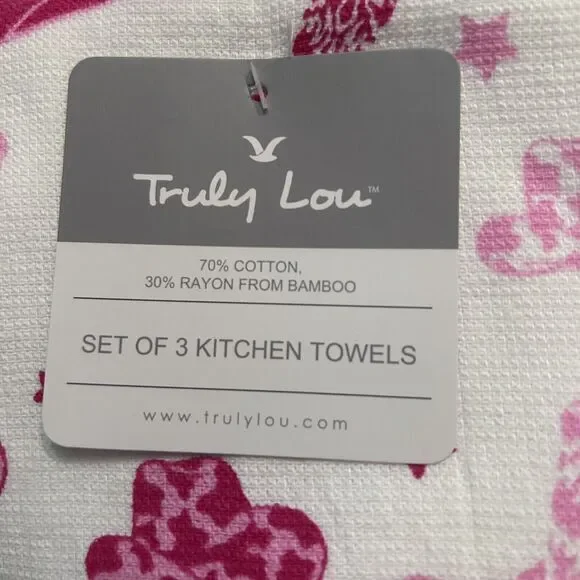 Truly Lou™
70% COTTON,
30% RAYON FROM BAMBOO
SET OF 3 KITCHEN TOWELS
www.trulylou.com